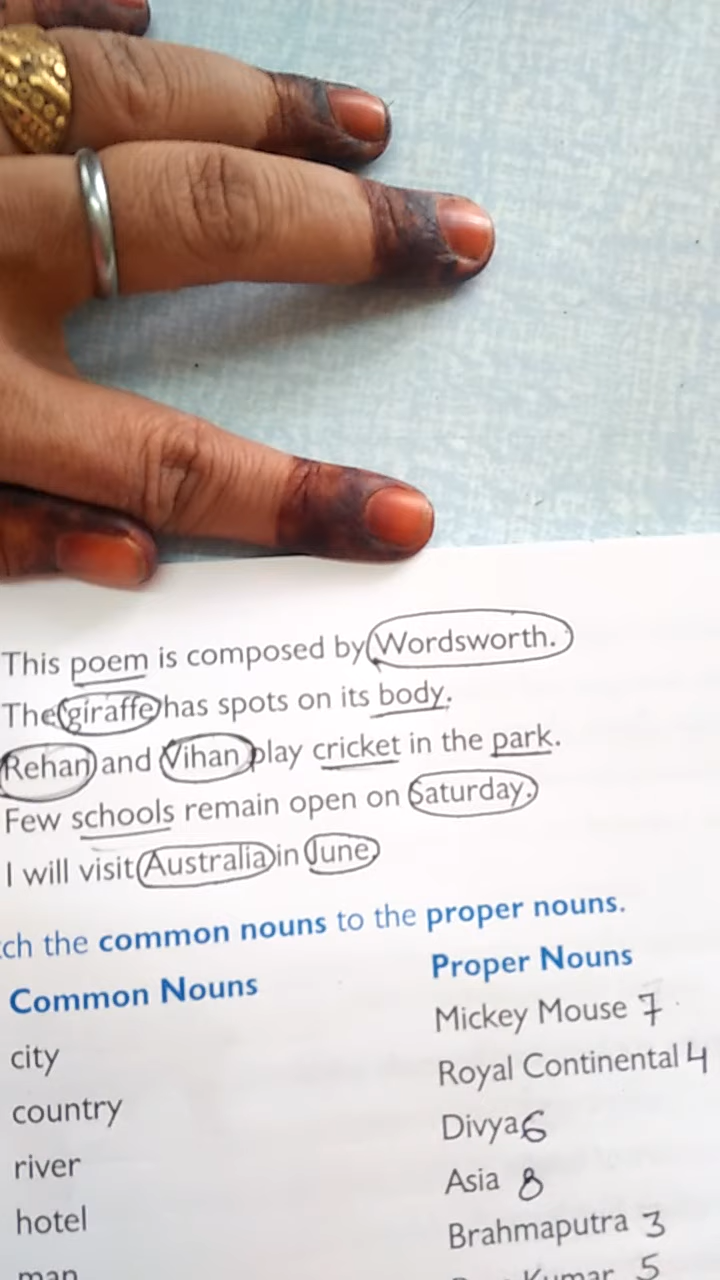 This poem is composed by Wordsworth.
The giraffe has spots on its body.
Rehan and Vihan play cricket in the park.
Few schools remain open on Saturday.
I will visit Australia in June
ch the common nouns to the proper nouns.
Common Nouns
Proper Nouns
city
Mickey Mouse 7
country
Royal Continental 4
river
Divya 6
hotel
Asia 8
man
Brahmaputra 3
Kumar 5